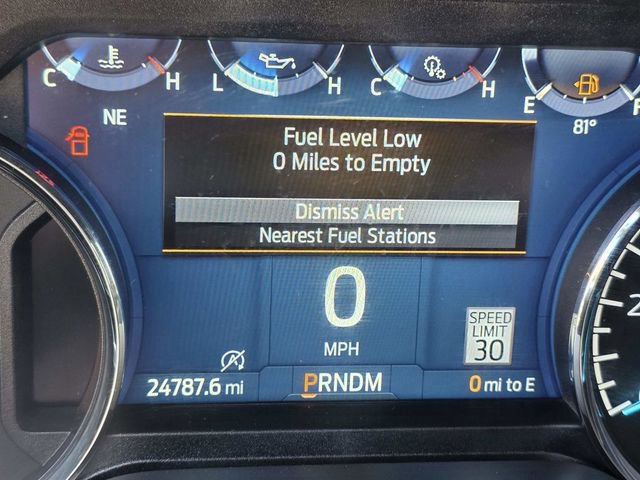 C H L H C H E F
NE
81°
Fuel Level Low
0 Miles to Empty
Dismiss Alert
Nearest Fuel Stations
0
MPH
SPEED
LIMIT
30
24787.6 mi
PRNDM
0 mi to E
2